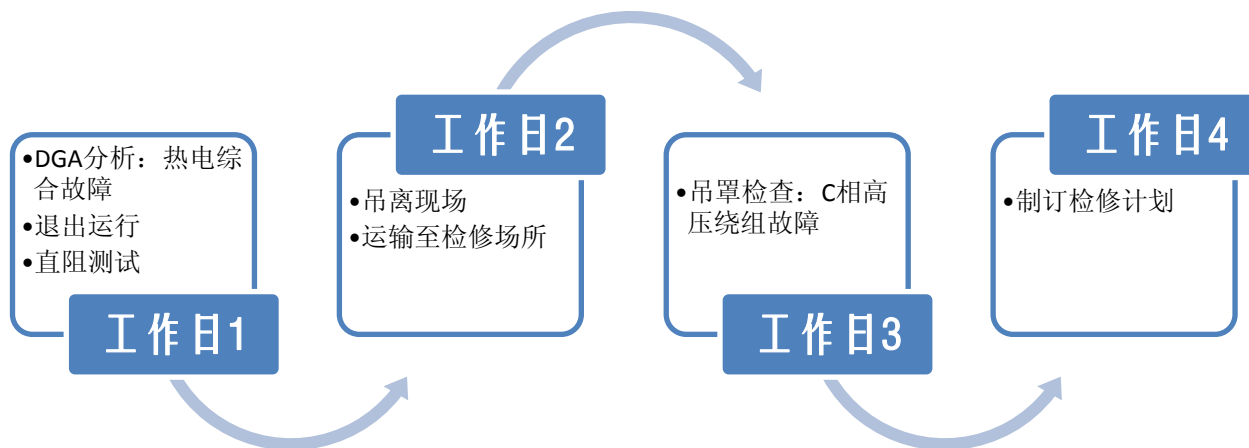 •DGA分析：热电综
合故障
•退出运行
•直阻测试
工作日1
工作日2
•吊离现场
•运输至检修场所
•吊罩检查：C相高
压绕组故障
工作日3
工作日4
•制订检修计划